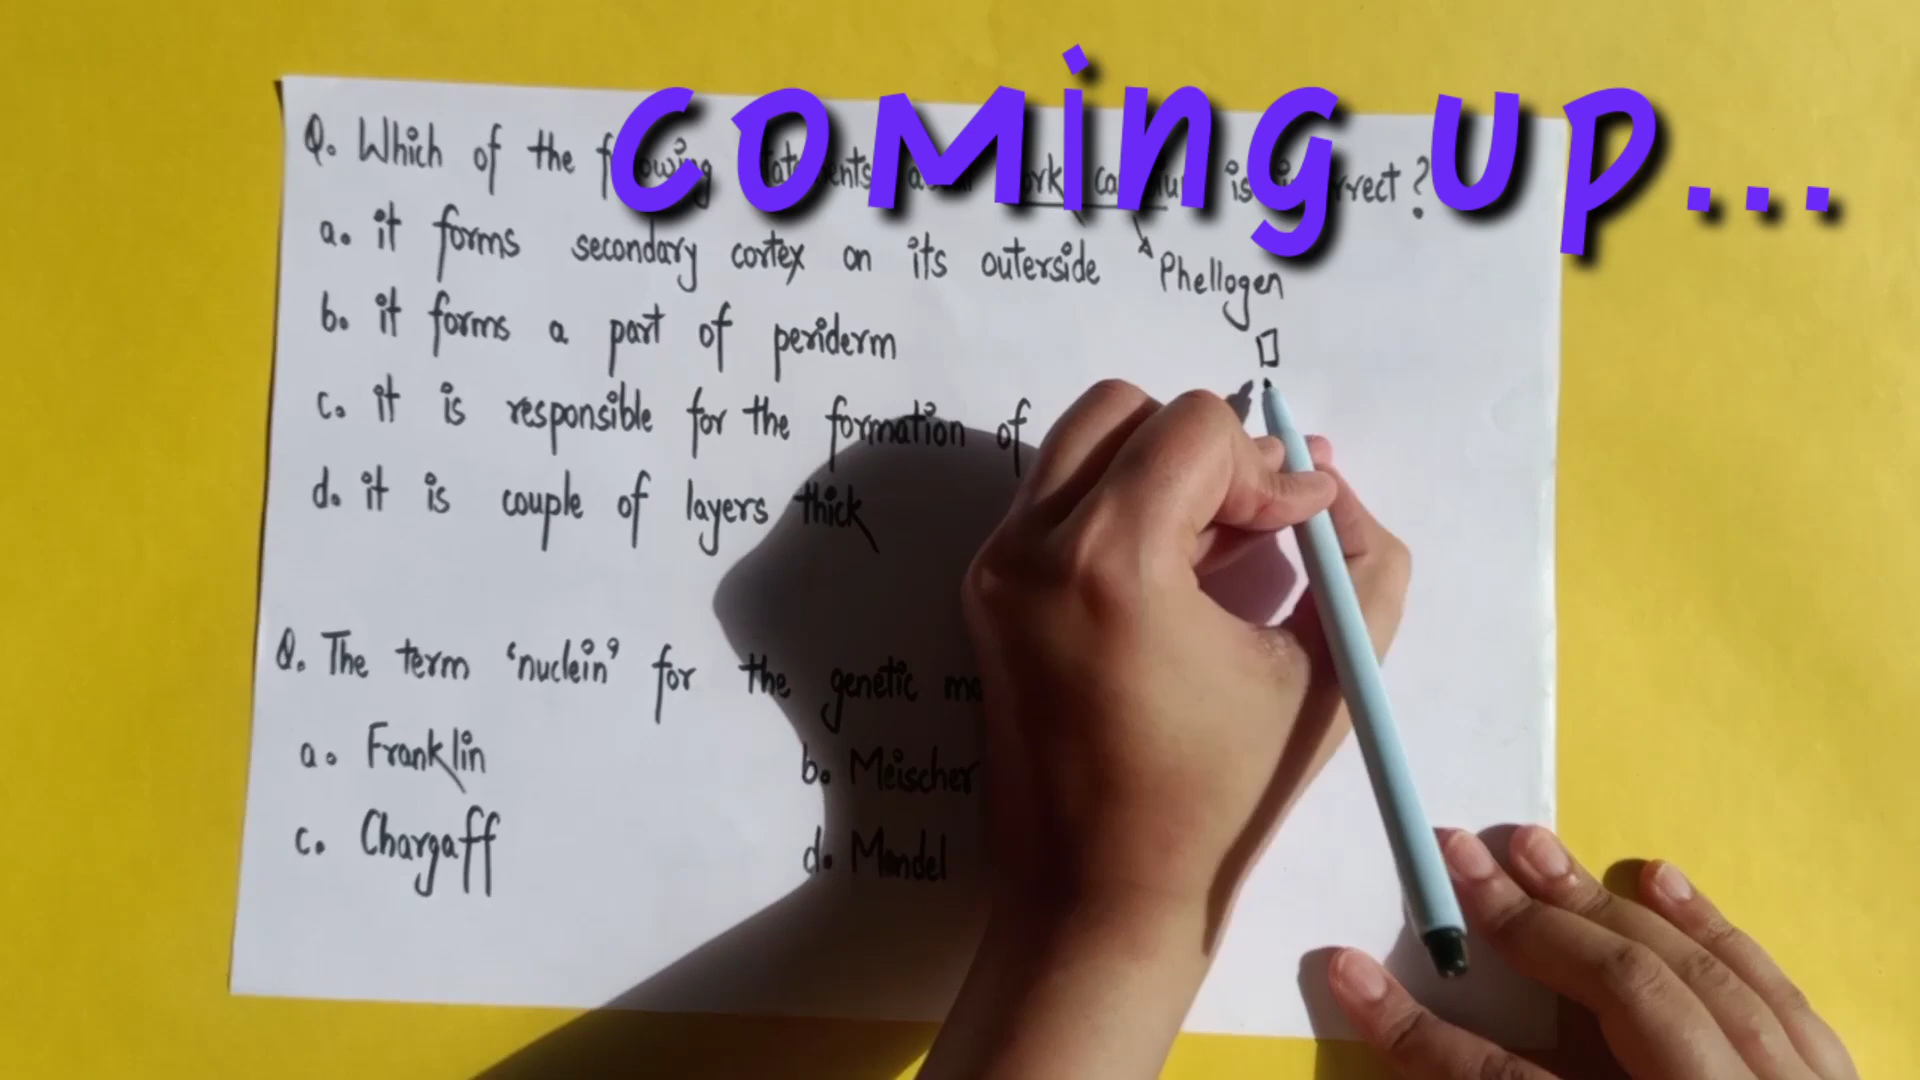 coming up...
Q. Which of the is ?
a. it forms secondary cortex on its outerside
Phellogen
b. it forms a part of periderm
c. it is responsible for the formation of
d. it is couple of layers thick
Q. The term 'nuclein' for the genetic
a. Franklin b. Meischer
c. Chargaff d. Mendel